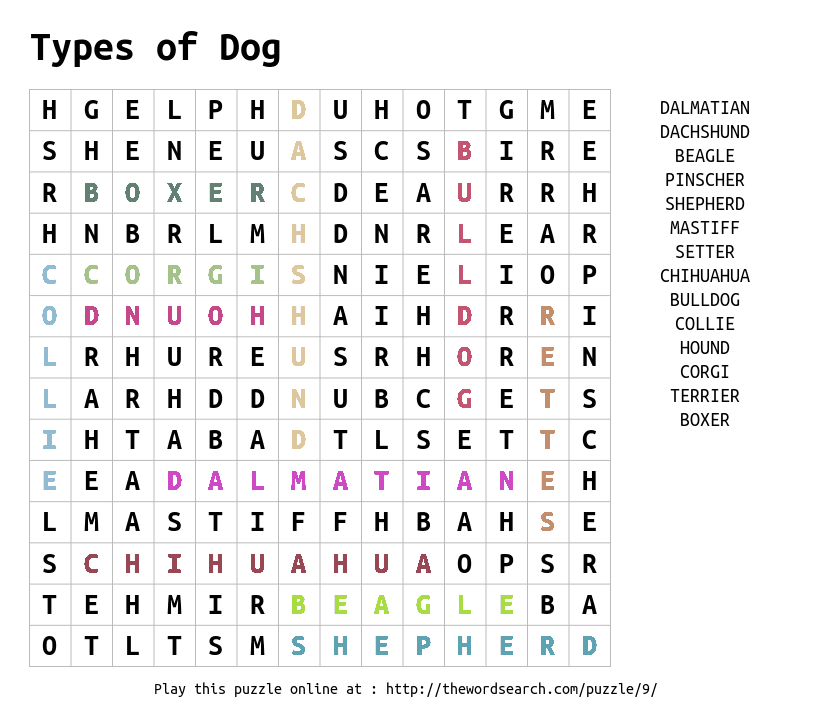 Types of Dog
H G E L P H D U H O T G M E
S H E N E U A S C S B I R E
R B O X E R C D E A U R R H
H N B R L M H D N R L E A R
C C O R G I S N I E L I O P
O D N U O H H A I H D R R I
L R H U R E U S R H O R E N
L A R H D D N U B C G E T S
I H T A B A D T L S E T T C
E E A D A L M A T I A N E H
L M A S T I F F H B A H S E
S C H I H U A H U A O P S R
T E H M I R B E A G L E B A
O T L T S M S H E P H E R D
DALMATIAN
DACHSHUND
BEAGLE
PINSCHER
SHEPHERD
MASTIFF
SETTER
CHIHUAHUA
BULLDOG
COLLIE
HOUND
CORGI
TERRIER
BOXER
Play this puzzle online at : http://thewordsearch.com/puzzle/9/